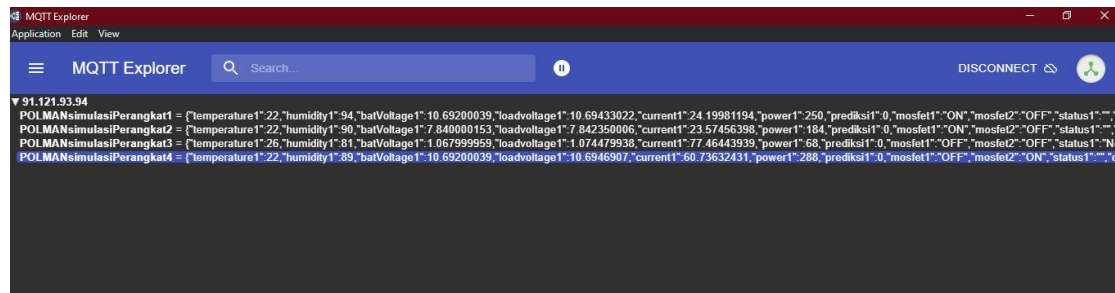 MQTT Explorer
Application Edit View
MQTT Explorer Search... DISCONNECT
▼ 91.121.93.94
POLMANsimulasiPerangkat1 = {"temperature1":22,"humidity1":94,"batVoltage1":10.69200039,"loadvoltage1":10.69433022,"current1":24.19981194,"power1":250,"prediksi1":0,"mosfet1":"ON","mosfet2":"OFF","status1":"",
POLMANsimulasiPerangkat2 = {"temperature1":22,"humidity1":90,"batVoltage1":7.840000153,"loadvoltage1":7.842350006,"current1":23.57456398,"power1":184,"prediksi1":0,"mosfet1":"ON","mosfet2":"OFF","status1":"",
POLMANsimulasiPerangkat3 = {"temperature1":26,"humidity1":81,"batVoltage1":1.067999959,"loadvoltage1":1.074479938,"current1":77.46443939,"power1":68,"prediksi1":0,"mosfet1":"OFF","mosfet2":"OFF","status1":"N
POLMANsimulasiPerangkat4 = {"temperature1":22,"humidity1":89,"batVoltage1":10.69200039,"loadvoltage1":10.6946907,"current1":60.73632431,"power1":288,"prediksi1":0,"mosfet1":"OFF","mosfet2":"ON","status1":"","